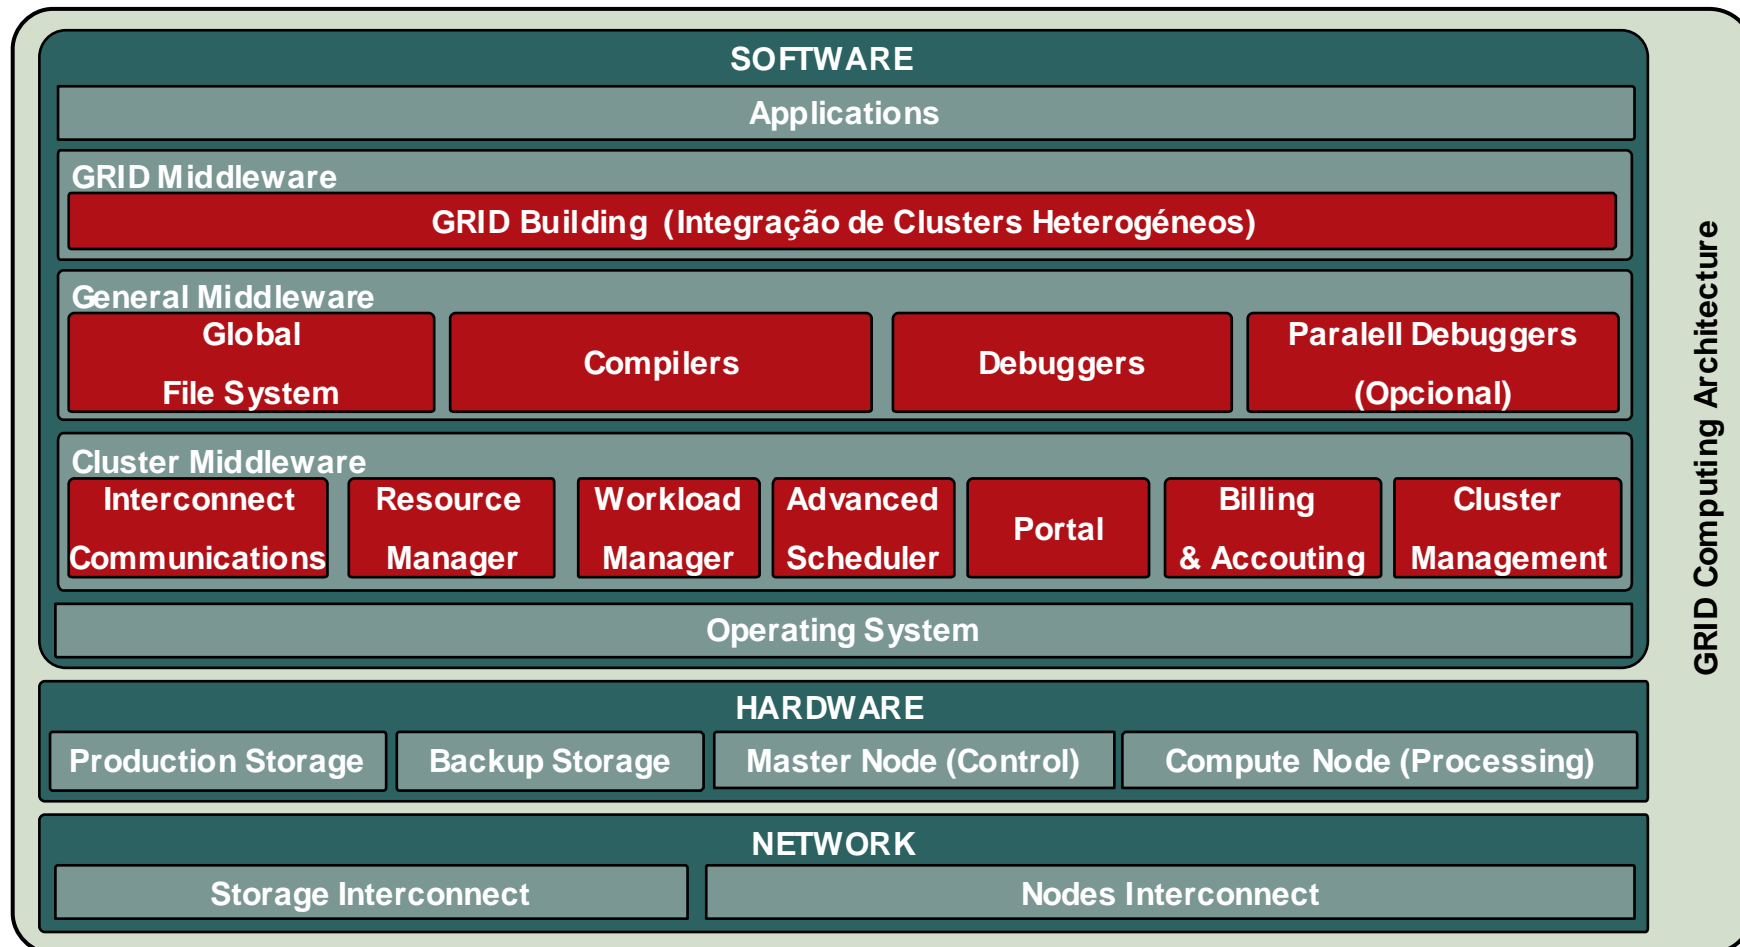 SOFTWARE
Applications
GRID Middleware
GRID Building (Integração de Clusters Heterogéneos)
General Middleware
Global
File System
Compilers
Debuggers
Paralell Debuggers
(Opcional)
Cluster Middleware
Interconnect
Communications
Resource
Manager
Workload
Manager
Advanced
Scheduler
Portal
Billing
& Accouting
Cluster
Management
Operating System
HARDWARE
Production Storage
Backup Storage
Master Node (Control)
Compute Node (Processing)
NETWORK
Storage Interconnect
Nodes Interconnect
GRID Computing Architecture